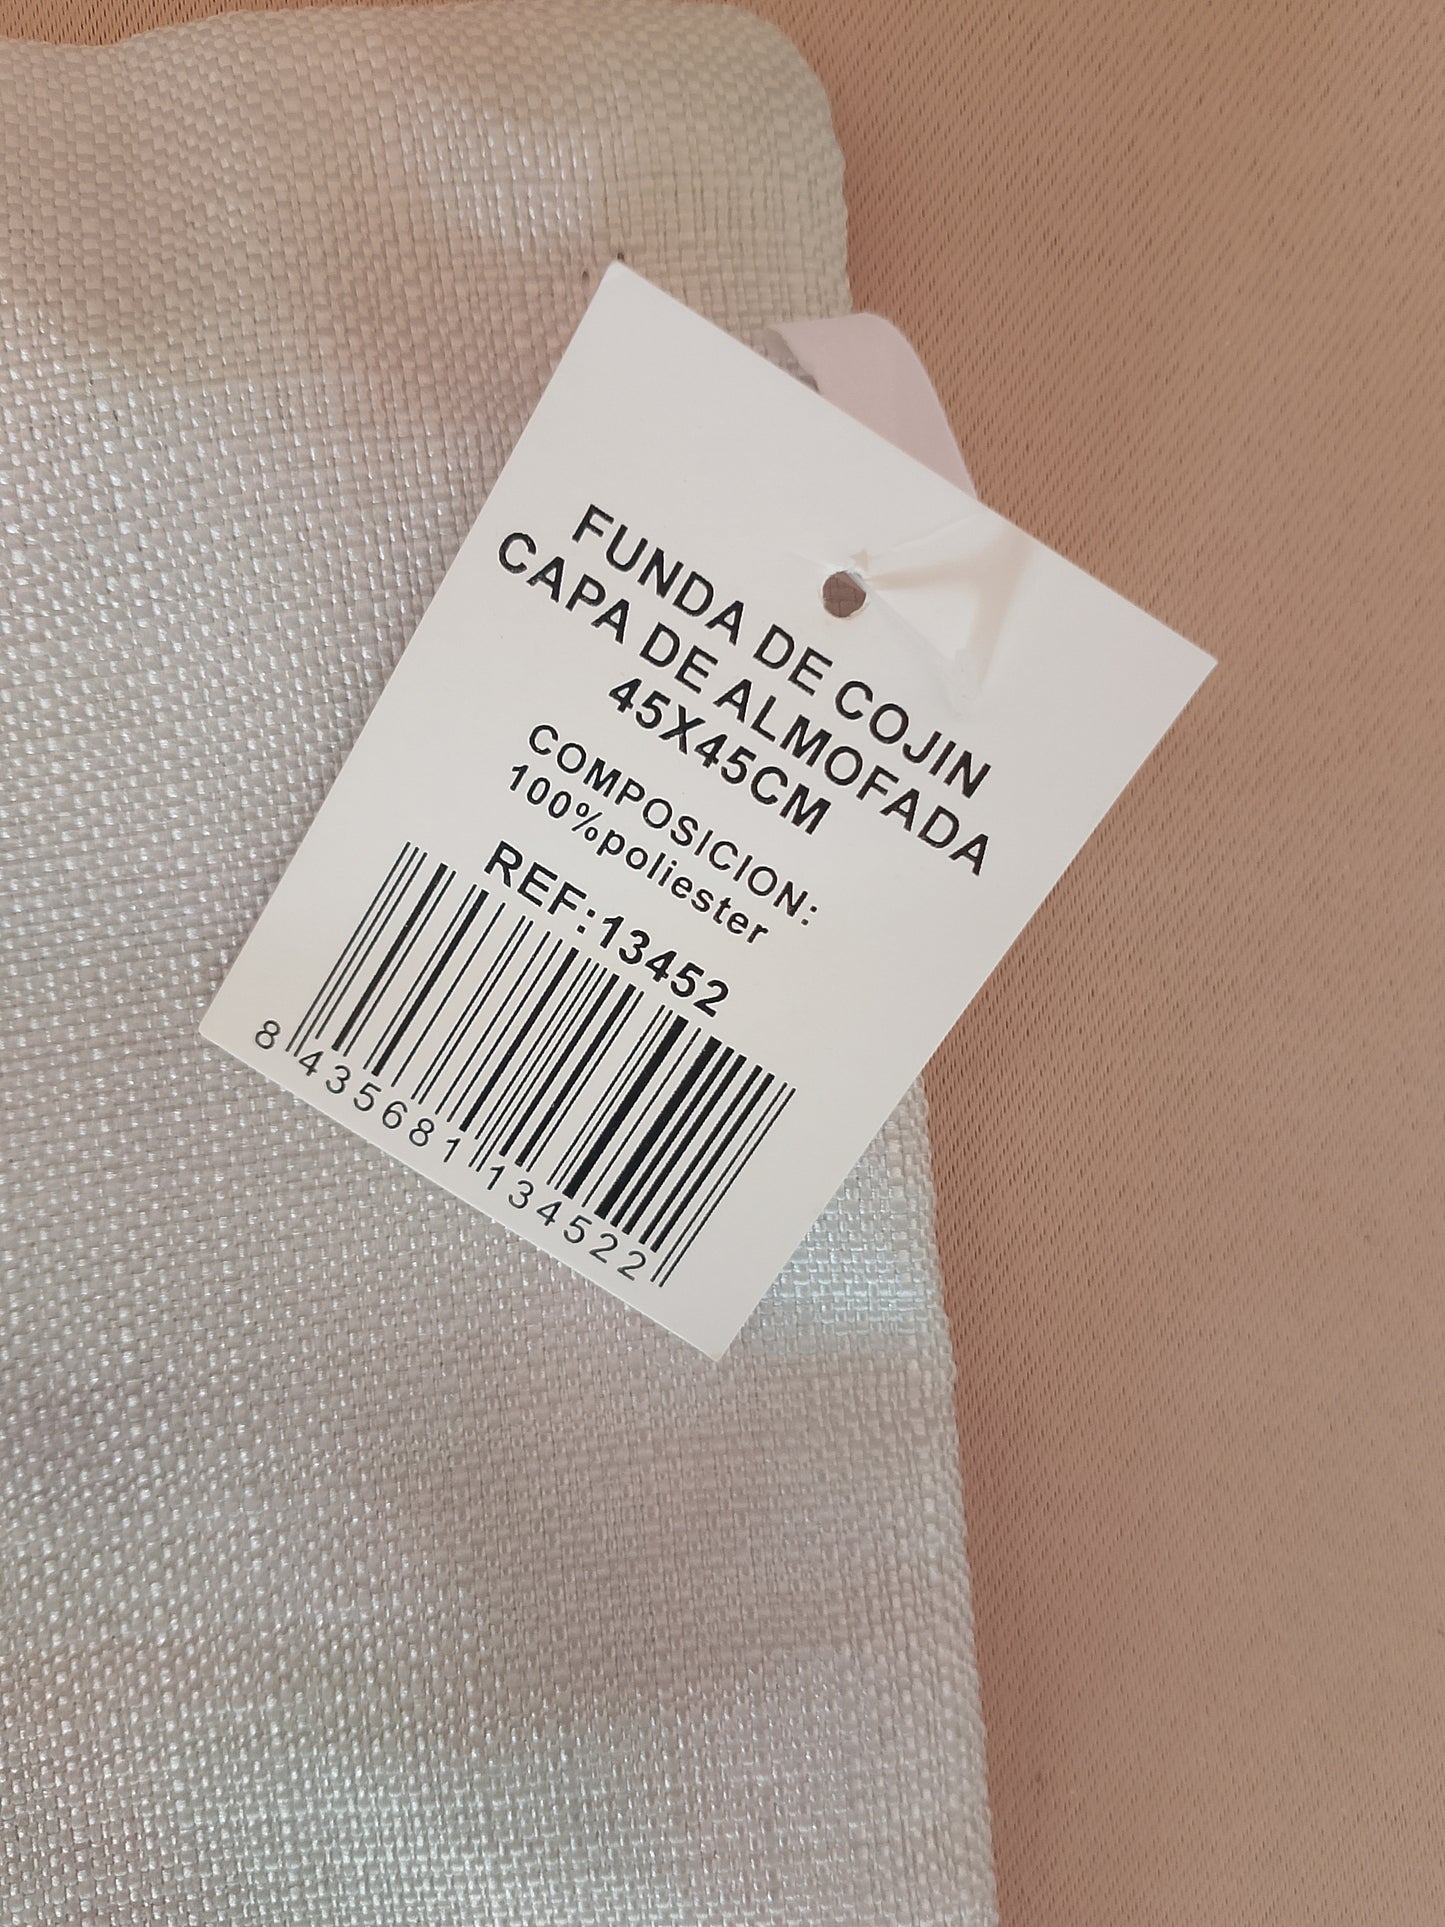 FUNDA DE COJIN
CAPA DE ALMOFADA
45X45CM
COMPOSICION:
100%poliester
REF:13452
8 435681 134522